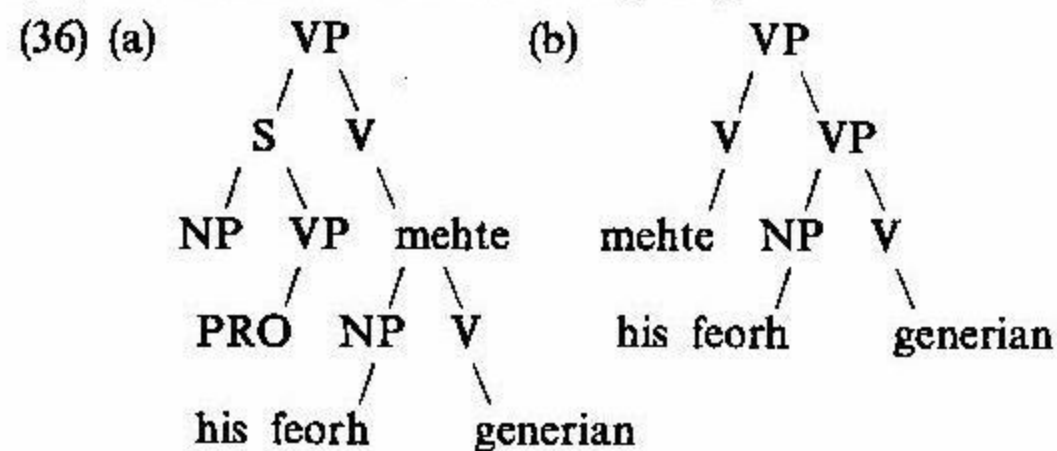 (36) (a) VP (b) VP
S V V VP
NP VP mehte mehte NP V
PRO NP V his feorh generian
his feorh generian